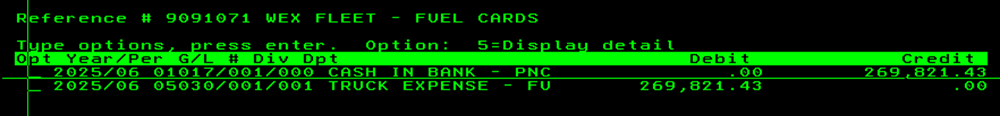 Reference # 9091071 WEX FLEET - FUEL CARDS
Type options, press enter. Option: 5=Display detail
Opt Year/Per G/L # Div Dpt Debit Credit
_ 2025/06 01017/001/000 CASH IN BANK - PNC .00 269,821.43
_ 2025/06 05030/001/001 TRUCK EXPENSE - FU 269,821.43 .00